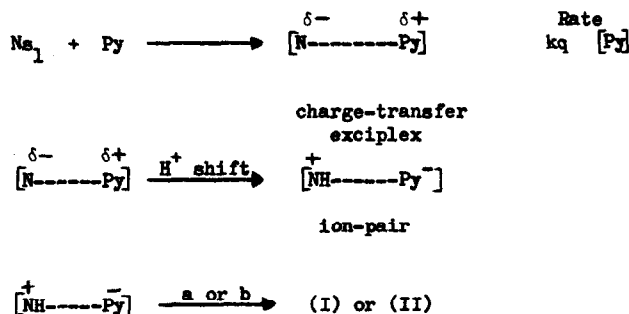 δ- δ+ Rate
Ns1 + Py [N------Py] kq [Py]
charge-transfer
exciplex
δ- δ+ +
[N------Py] H+ shift [NH-----Py-]
ion-pair
+ -
[NH-----Py] a or b (I) or (II)